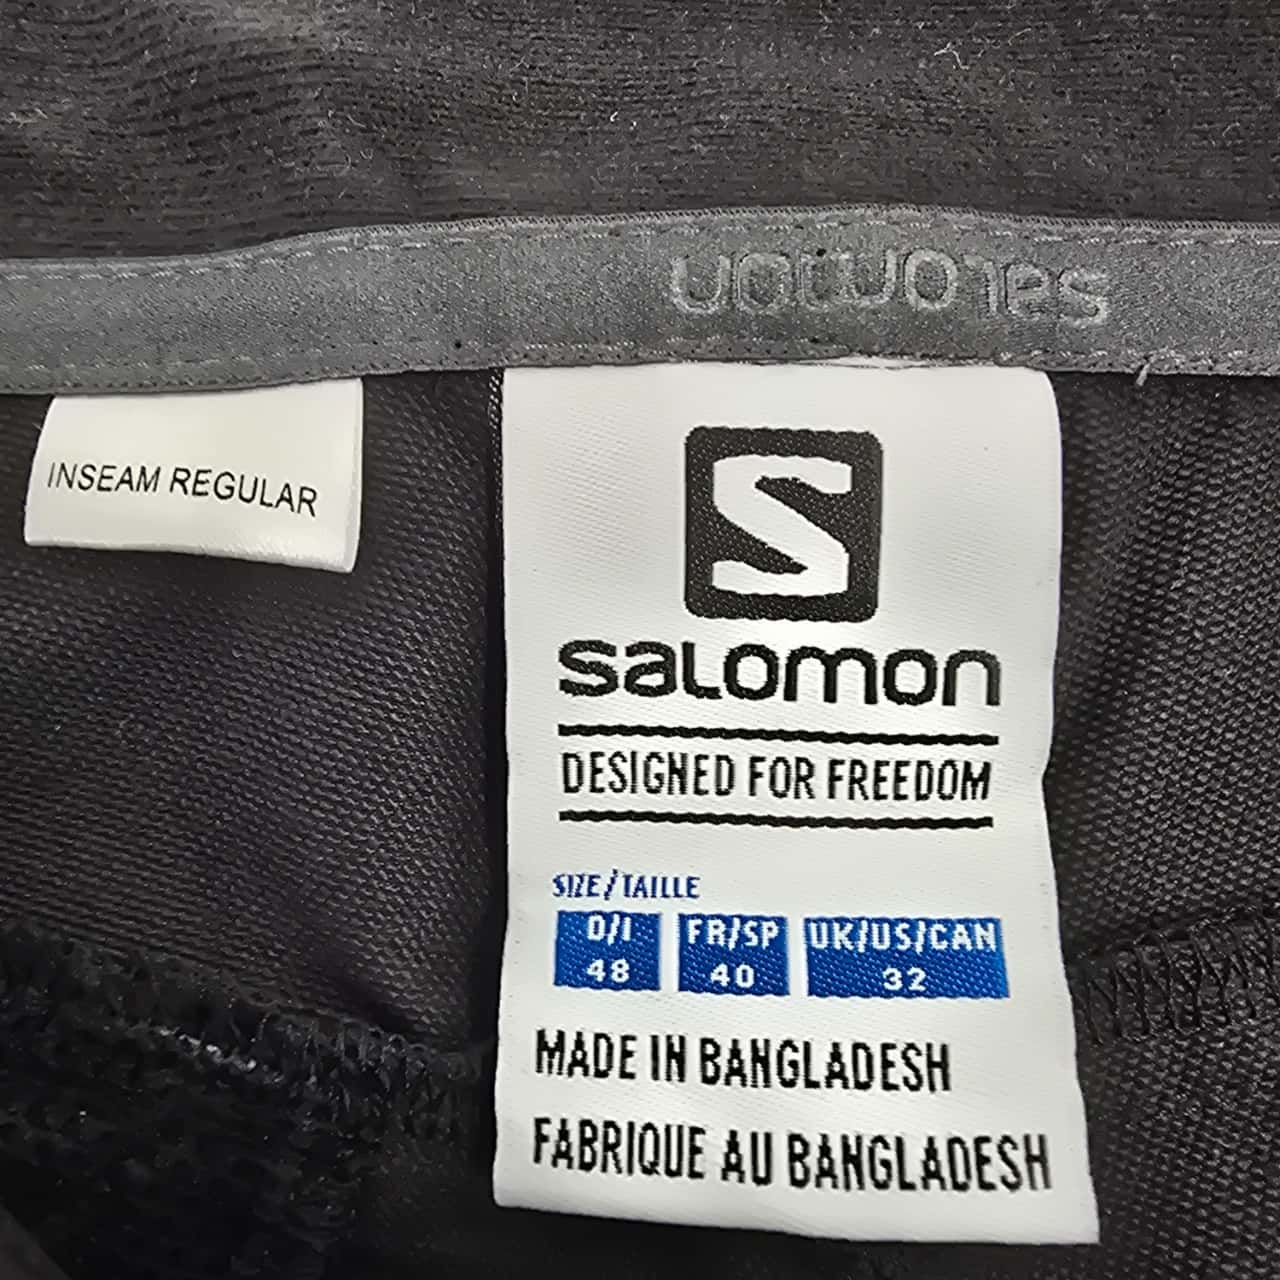 salomon
INSEAM REGULAR
S
salomon
DESIGNED FOR FREEDOM
SIZE/TAILLE
D/I FR/SP UK/US/CAN
48 40 32
MADE IN BANGLADESH
FABRIQUE AU BANGLADESH